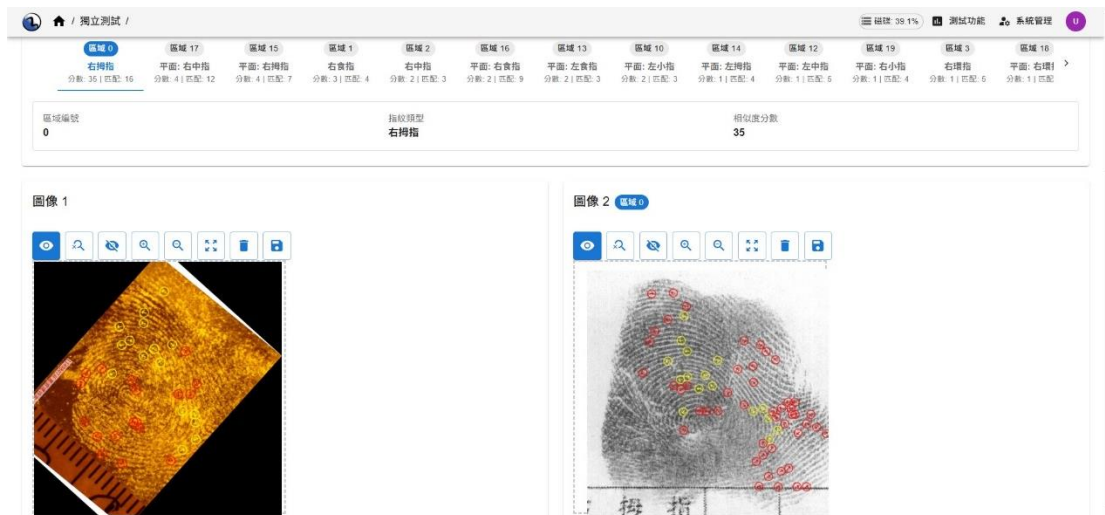 / 獨立測試 /
磁碟: 39.1%
測試功能
系統管理
U
區域 0
區域 17
區域 15
區域 1
區域 2
區域 16
區域 13
區域 10
區域 14
區域 12
區域 19
區域 3
區域 18
右拇指
平面: 右中指
平面: 右拇指
右食指
右中指
平面: 右食指
平面: 左食指
平面: 左小指
平面: 左拇指
平面: 左中指
平面: 右小指
右環指
平面: 右環
分數: 35 | 匹配: 16
分數: 4 | 匹配: 12
分數: 4 | 匹配: 7
分數: 3 | 匹配: 4
分數: 2 | 匹配: 3
分數: 2 | 匹配: 9
分數: 2 | 匹配: 3
分數: 2 | 匹配: 3
分數: 1 | 匹配: 4
分數: 1 | 匹配: 5
分數: 1 | 匹配: 4
分數: 1 | 匹配: 5
分數: 1 | 匹配
區域編號
指紋類型
相似度分數
0
右拇指
35
圖像 1
圖像 2 區域 0
拇指